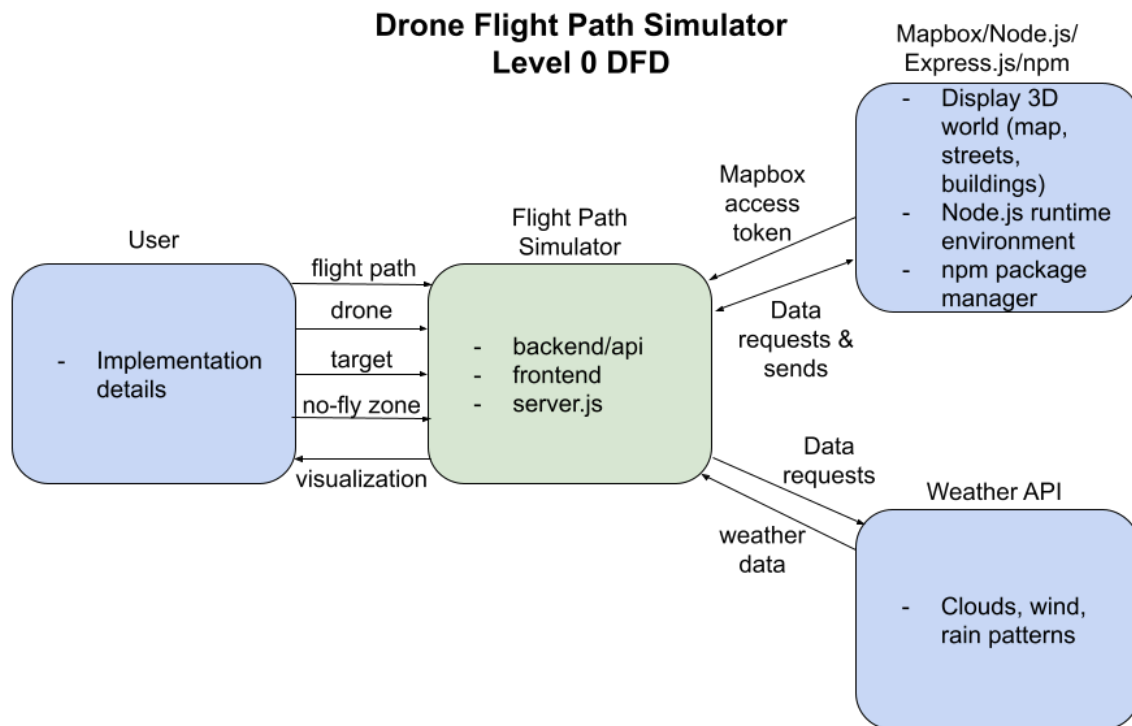 Drone Flight Path Simulator
Level 0 DFD
Mapbox/Node.js/
Express.js/npm
- Display 3D
world (map,
streets,
buildings)
- Node.js runtime
environment
- npm package
manager
Mapbox
access
token
Data
requests &
sends
User
- Implementation
details
flight path
drone
target
no-fly zone
visualization
Flight Path
Simulator
- backend/api
- frontend
- server.js
Data
requests
weather
data
Weather API
- Clouds, wind,
rain patterns